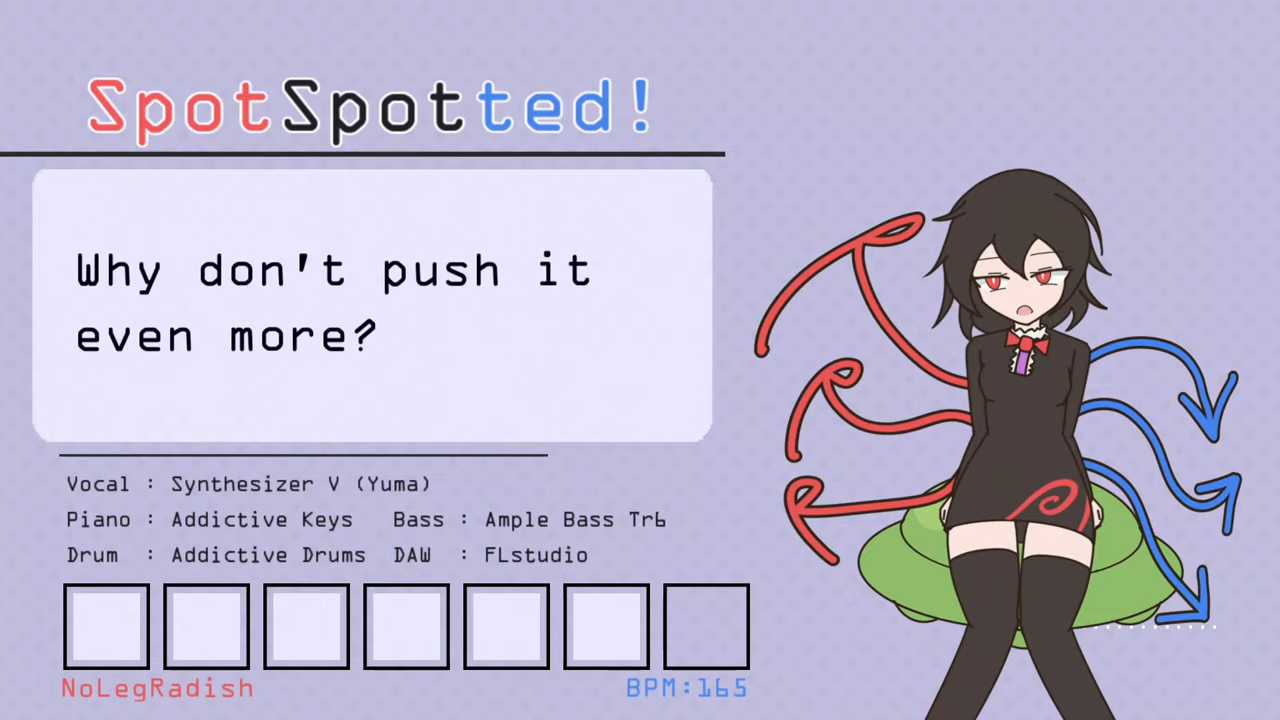 SpotSpotted!
Why don't push it
even more?
Vocal : Synthesizer V (Yuma)
Piano : Addictive Keys Bass : Ample Bass Tr6
Drum : Addictive Drums DAW : FLstudio
NoLegRadish BPM:165